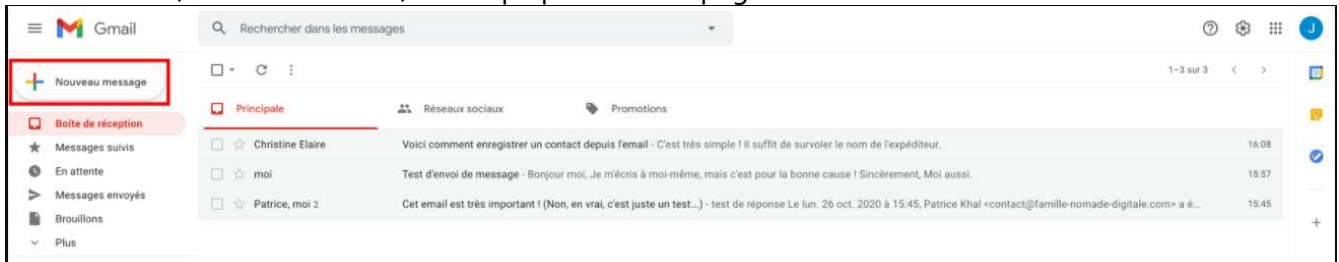 Gmail
Rechercher dans les messages
J
Nouveau message
1–3 sur 3
Principale
Réseaux sociaux
Promotions
Boîte de réception
Messages suivis
En attente
Messages envoyés
Brouillons
Plus
Christine Elaire Voici comment enregistrer un contact depuis l'email - C'est très simple ! Il suffit de survoler le nom de l'expéditeur. 16:08
moi Test d'envoi de message - Bonjour moi, Je m'écris à moi-même, mais c'est pour la bonne cause ! Sincèrement, Moi aussi. 15:57
Patrice, moi 2 Cet email est très important ! (Non, en vrai, c'est juste un test...) - test de réponse Le lun. 26 oct. 2020 à 15:45, Patrice Khal <contact@famille-nomade-digitale.com> a é... 15:45